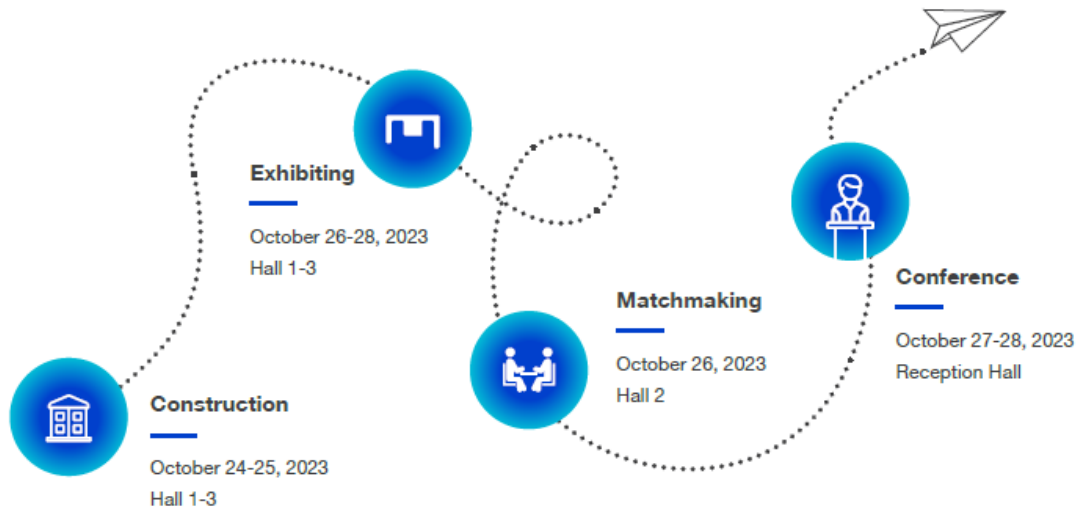 Exhibiting
October 26-28, 2023
Hall 1-3
Construction
October 24-25, 2023
Hall 1-3
Matchmaking
October 26, 2023
Hall 2
Conference
October 27-28, 2023
Reception Hall